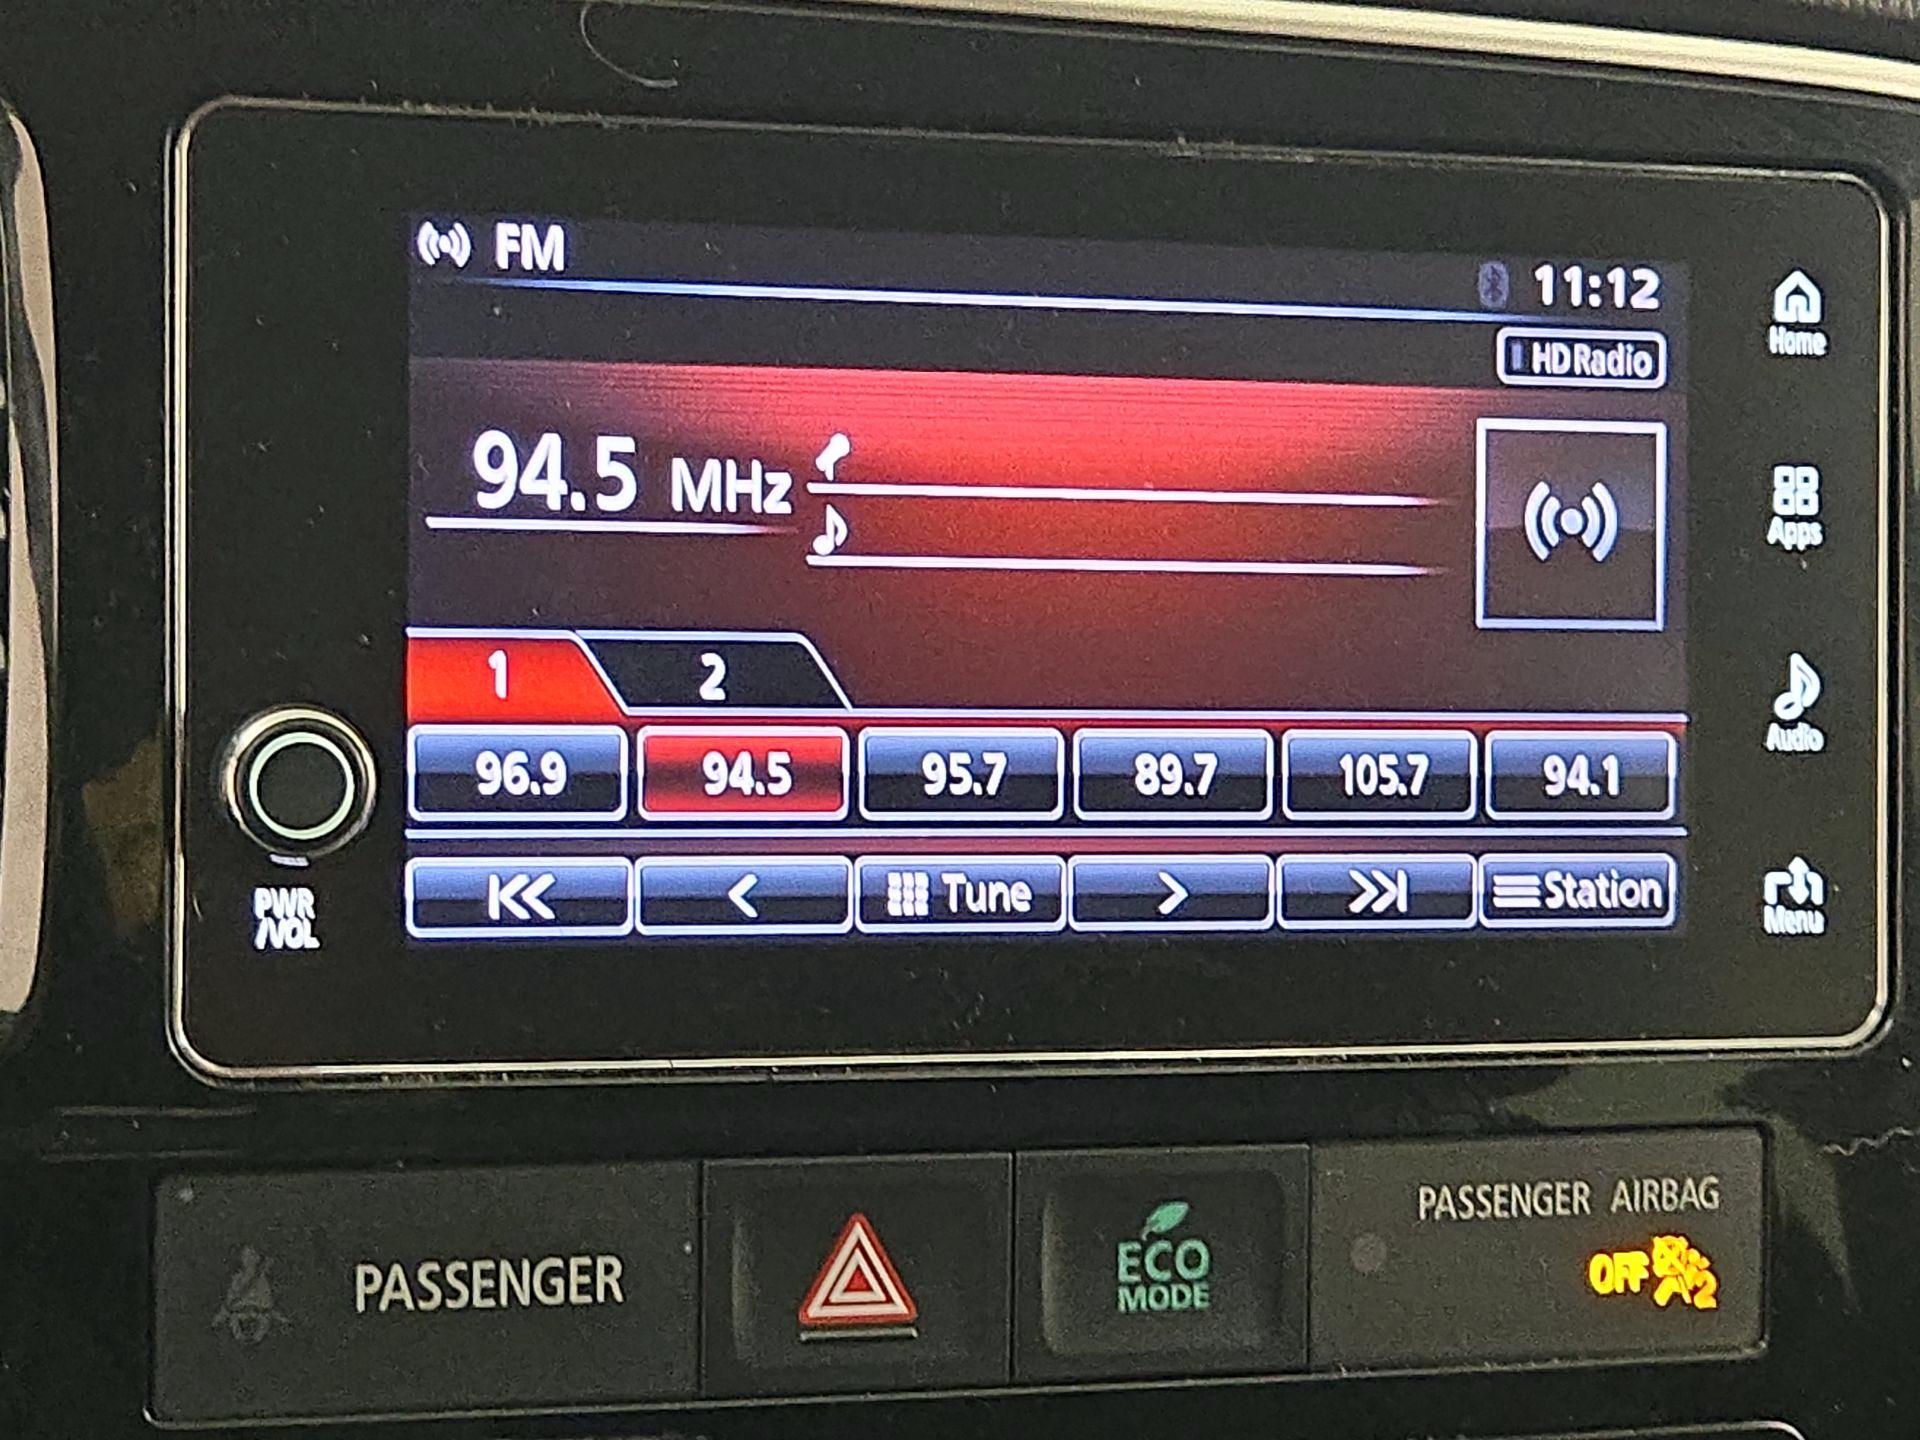 FM
11:12
HD Radio
94.5 MHz
1 2
96.9 94.5 95.7 89.7 105.7 94.1
Tune Station
Home
Apps
Audio
Menu
PWR
/VOL
PASSENGER
ECO
MODE
PASSENGER AIRBAG
OFF 2